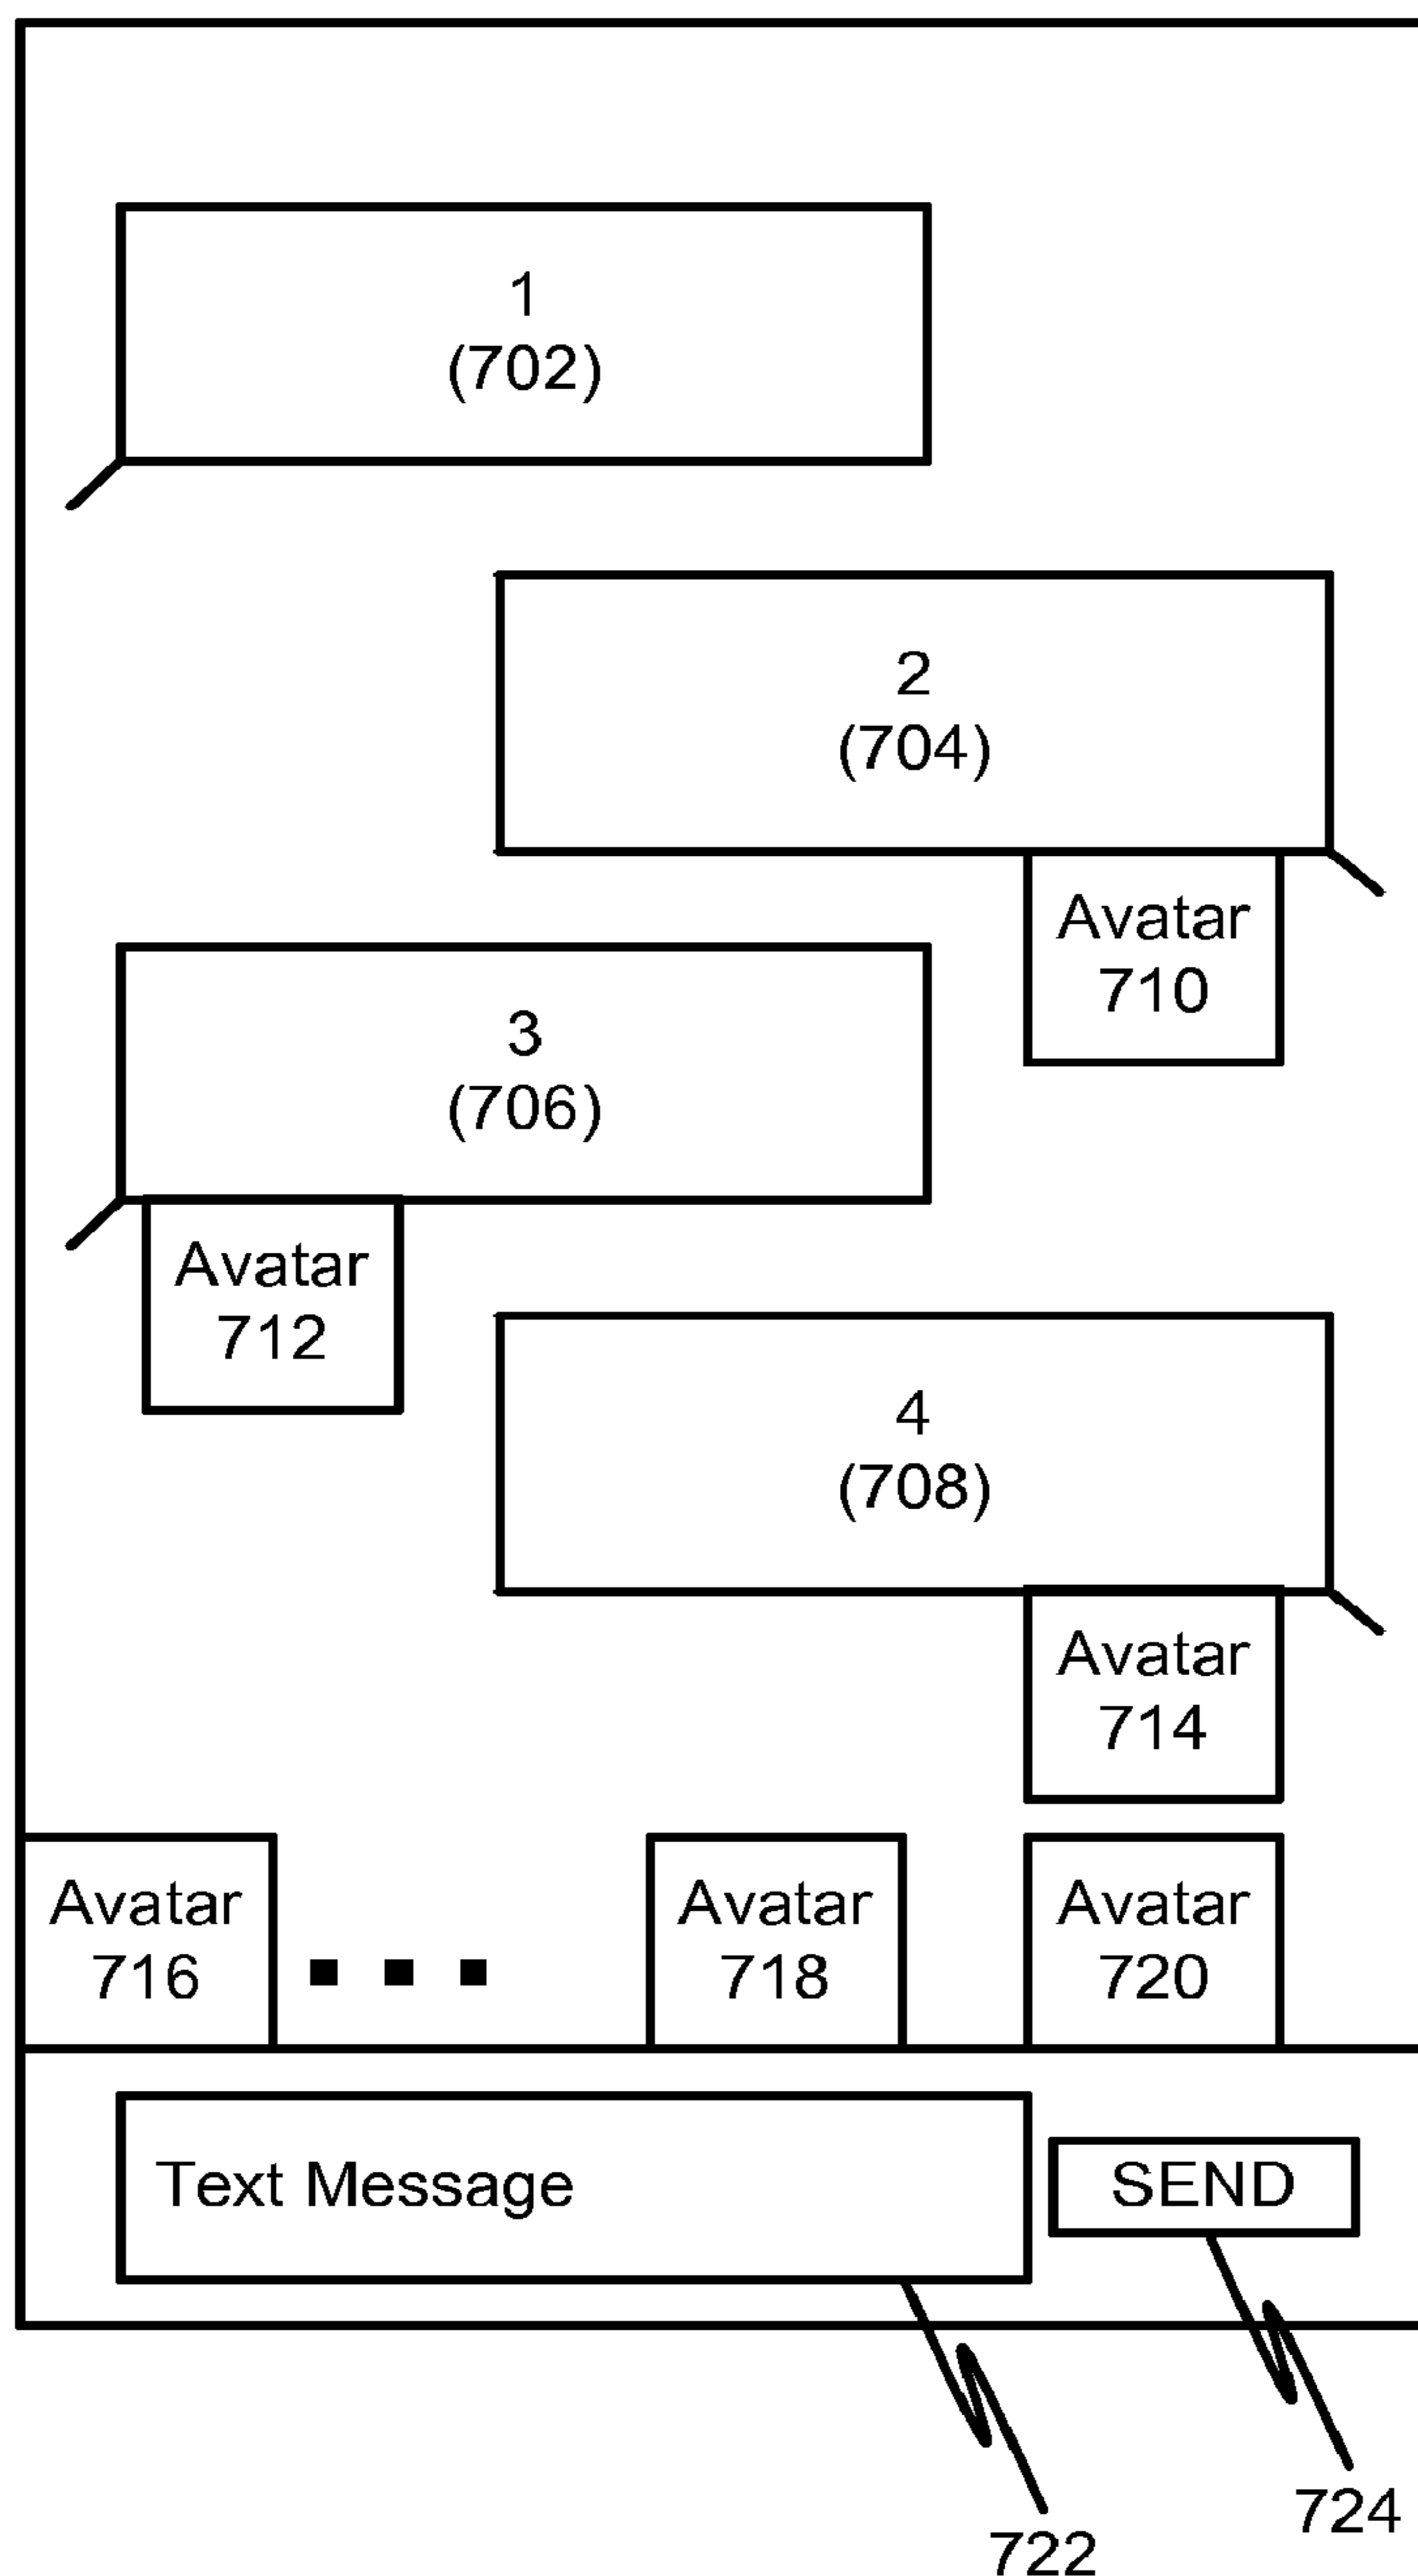 1
(702)
2
(704)
Avatar
710
3
(706)
Avatar
712
4
(708)
Avatar
714
Avatar
716
Avatar
718
Avatar
720
Text Message
SEND
724
722